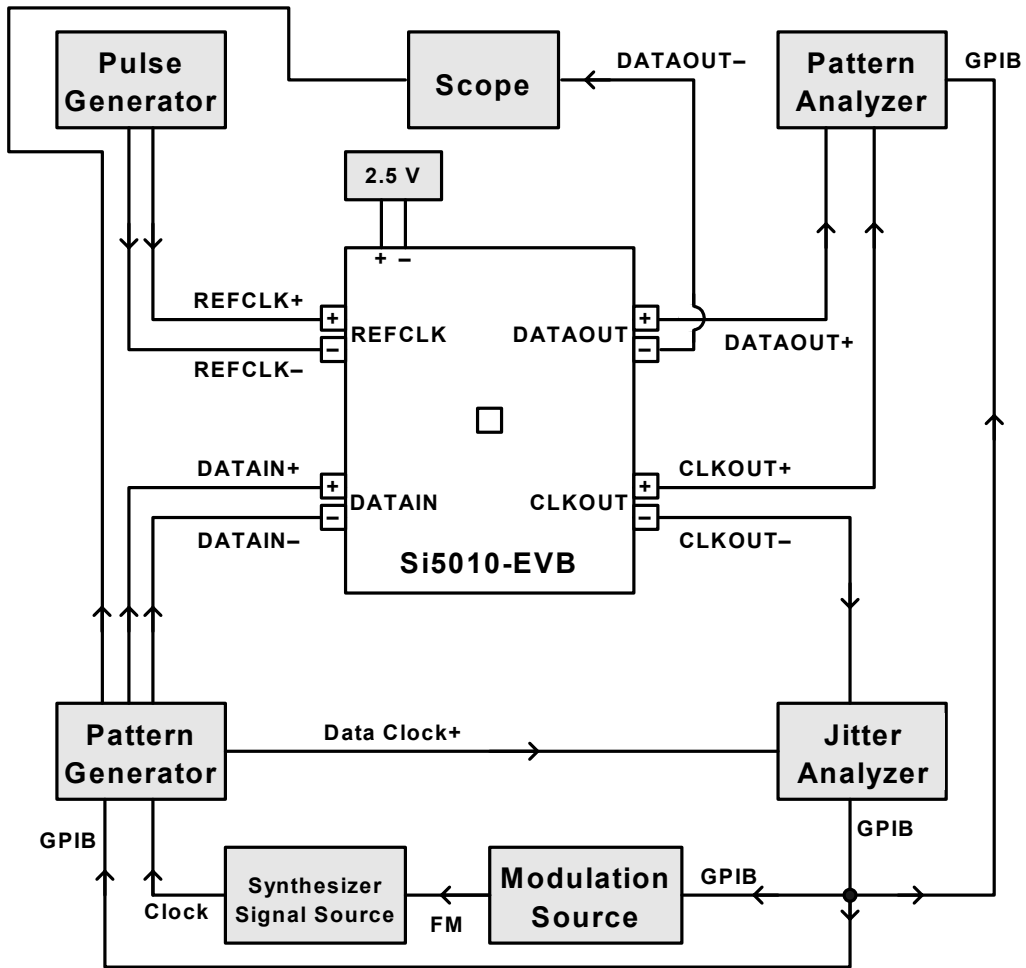 Pulse
Generator
Scope
DATAOUT–
Pattern
Analyzer
GPIB
2.5 V
+ –
REFCLK+
+
REFCLK
–
REFCLK–
DATAOUT
+
–
DATAOUT+
DATAIN+
+
DATAIN
–
DATAIN–
CLKOUT+
+
CLKOUT
–
CLKOUT–
Si5010-EVB
Pattern
Generator
Data Clock+
Jitter
Analyzer
GPIB
GPIB
Clock
Synthesizer
Signal Source
FM
Modulation
Source
GPIB